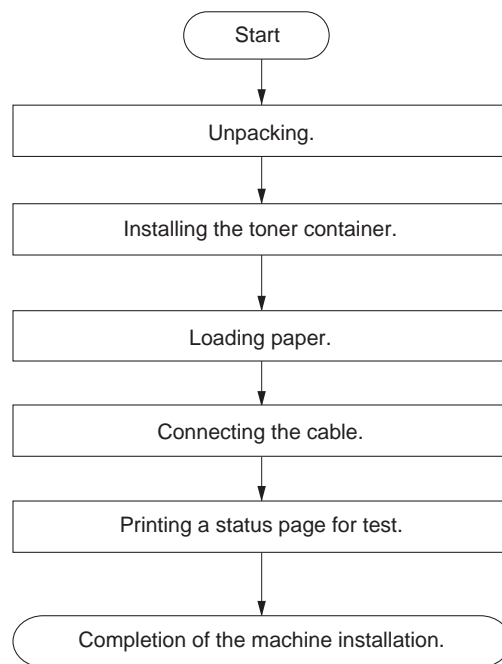 Start
Unpacking.
Installing the toner container.
Loading paper.
Connecting the cable.
Printing a status page for test.
Completion of the machine installation.